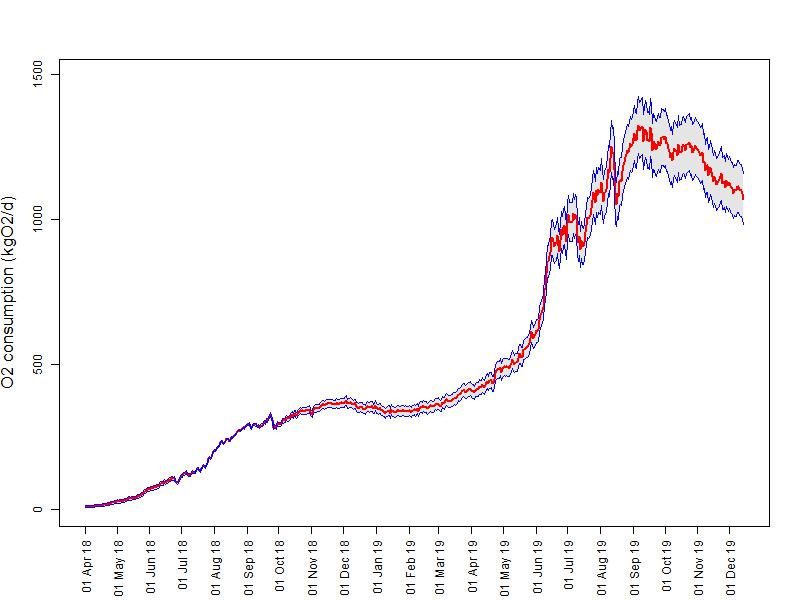 1500
1000
500
0
O2 consumption (kgO2/d)
01 Apr 18
01 May 18
01 Jun 18
01 Jul 18
01 Aug 18
01 Sep 18
01 Oct 18
01 Nov 18
01 Dec 18
01 Jan 19
01 Feb 19
01 Mar 19
01 Apr 19
01 May 19
01 Jun 19
01 Jul 19
01 Aug 19
01 Sep 19
01 Oct 19
01 Nov 19
01 Dec 19